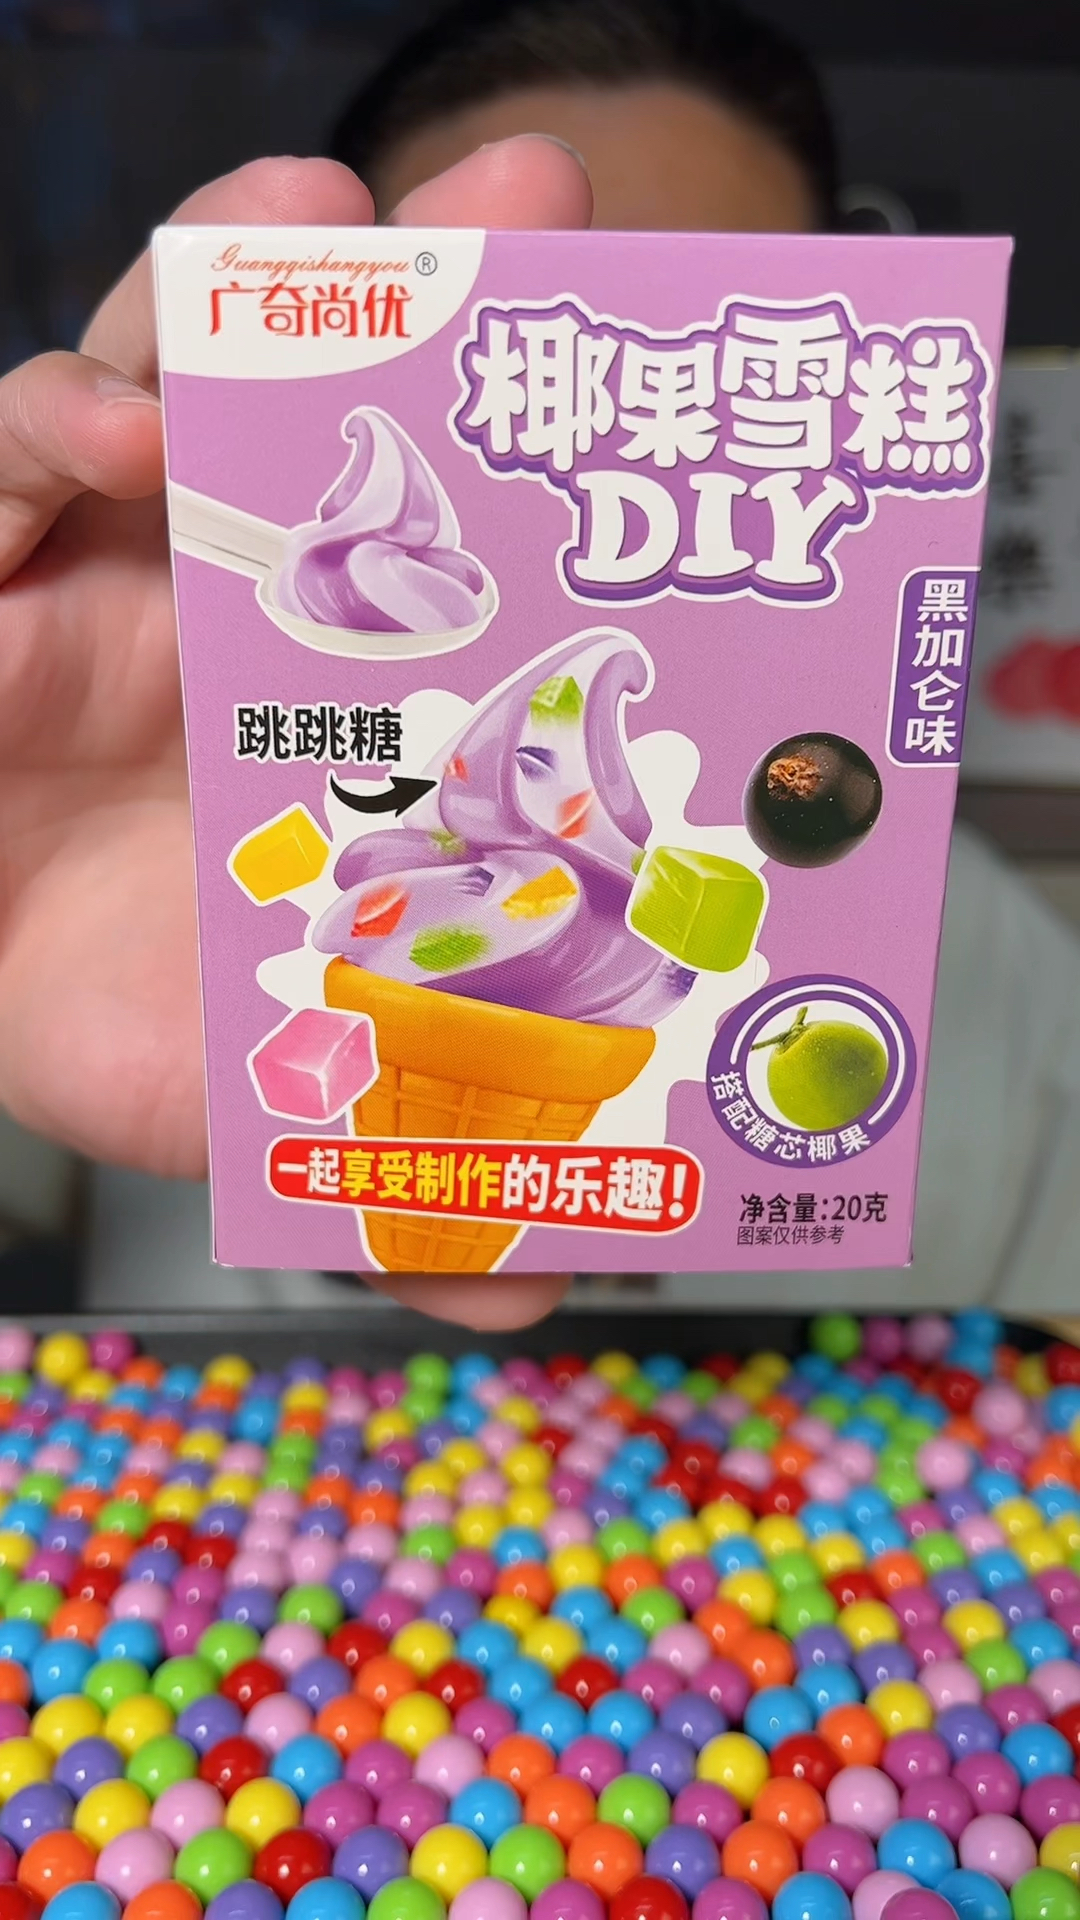 Guangqishangyou®
广奇尚优
椰果雪糕
DIY
黑加仑味
跳跳糖
搭配糖芯椰果
一起享受制作的乐趣！
净含量：20克
图案仅供参考